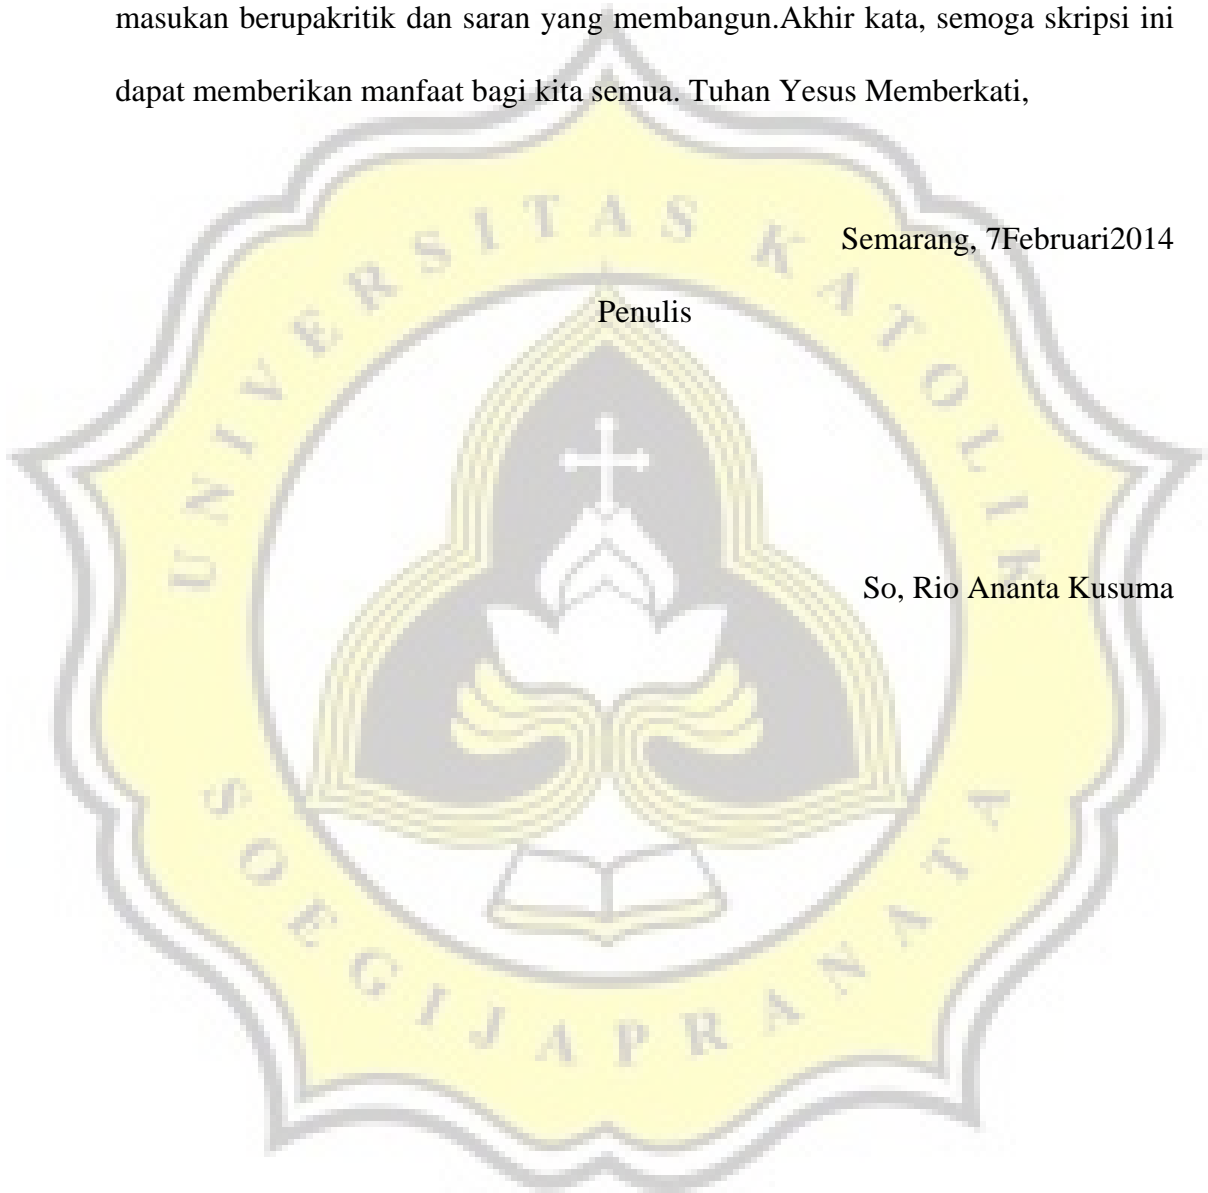 masukan berupakritik dan saran yang membangun.Akhir kata, semoga skripsi ini
dapat memberikan manfaat bagi kita semua. Tuhan Yesus Memberkati,
Semarang, 7Februari2014
Penulis
So, Rio Ananta Kusuma
UNIVERSITAS KATOLIK
SOEGIJAPRANATA